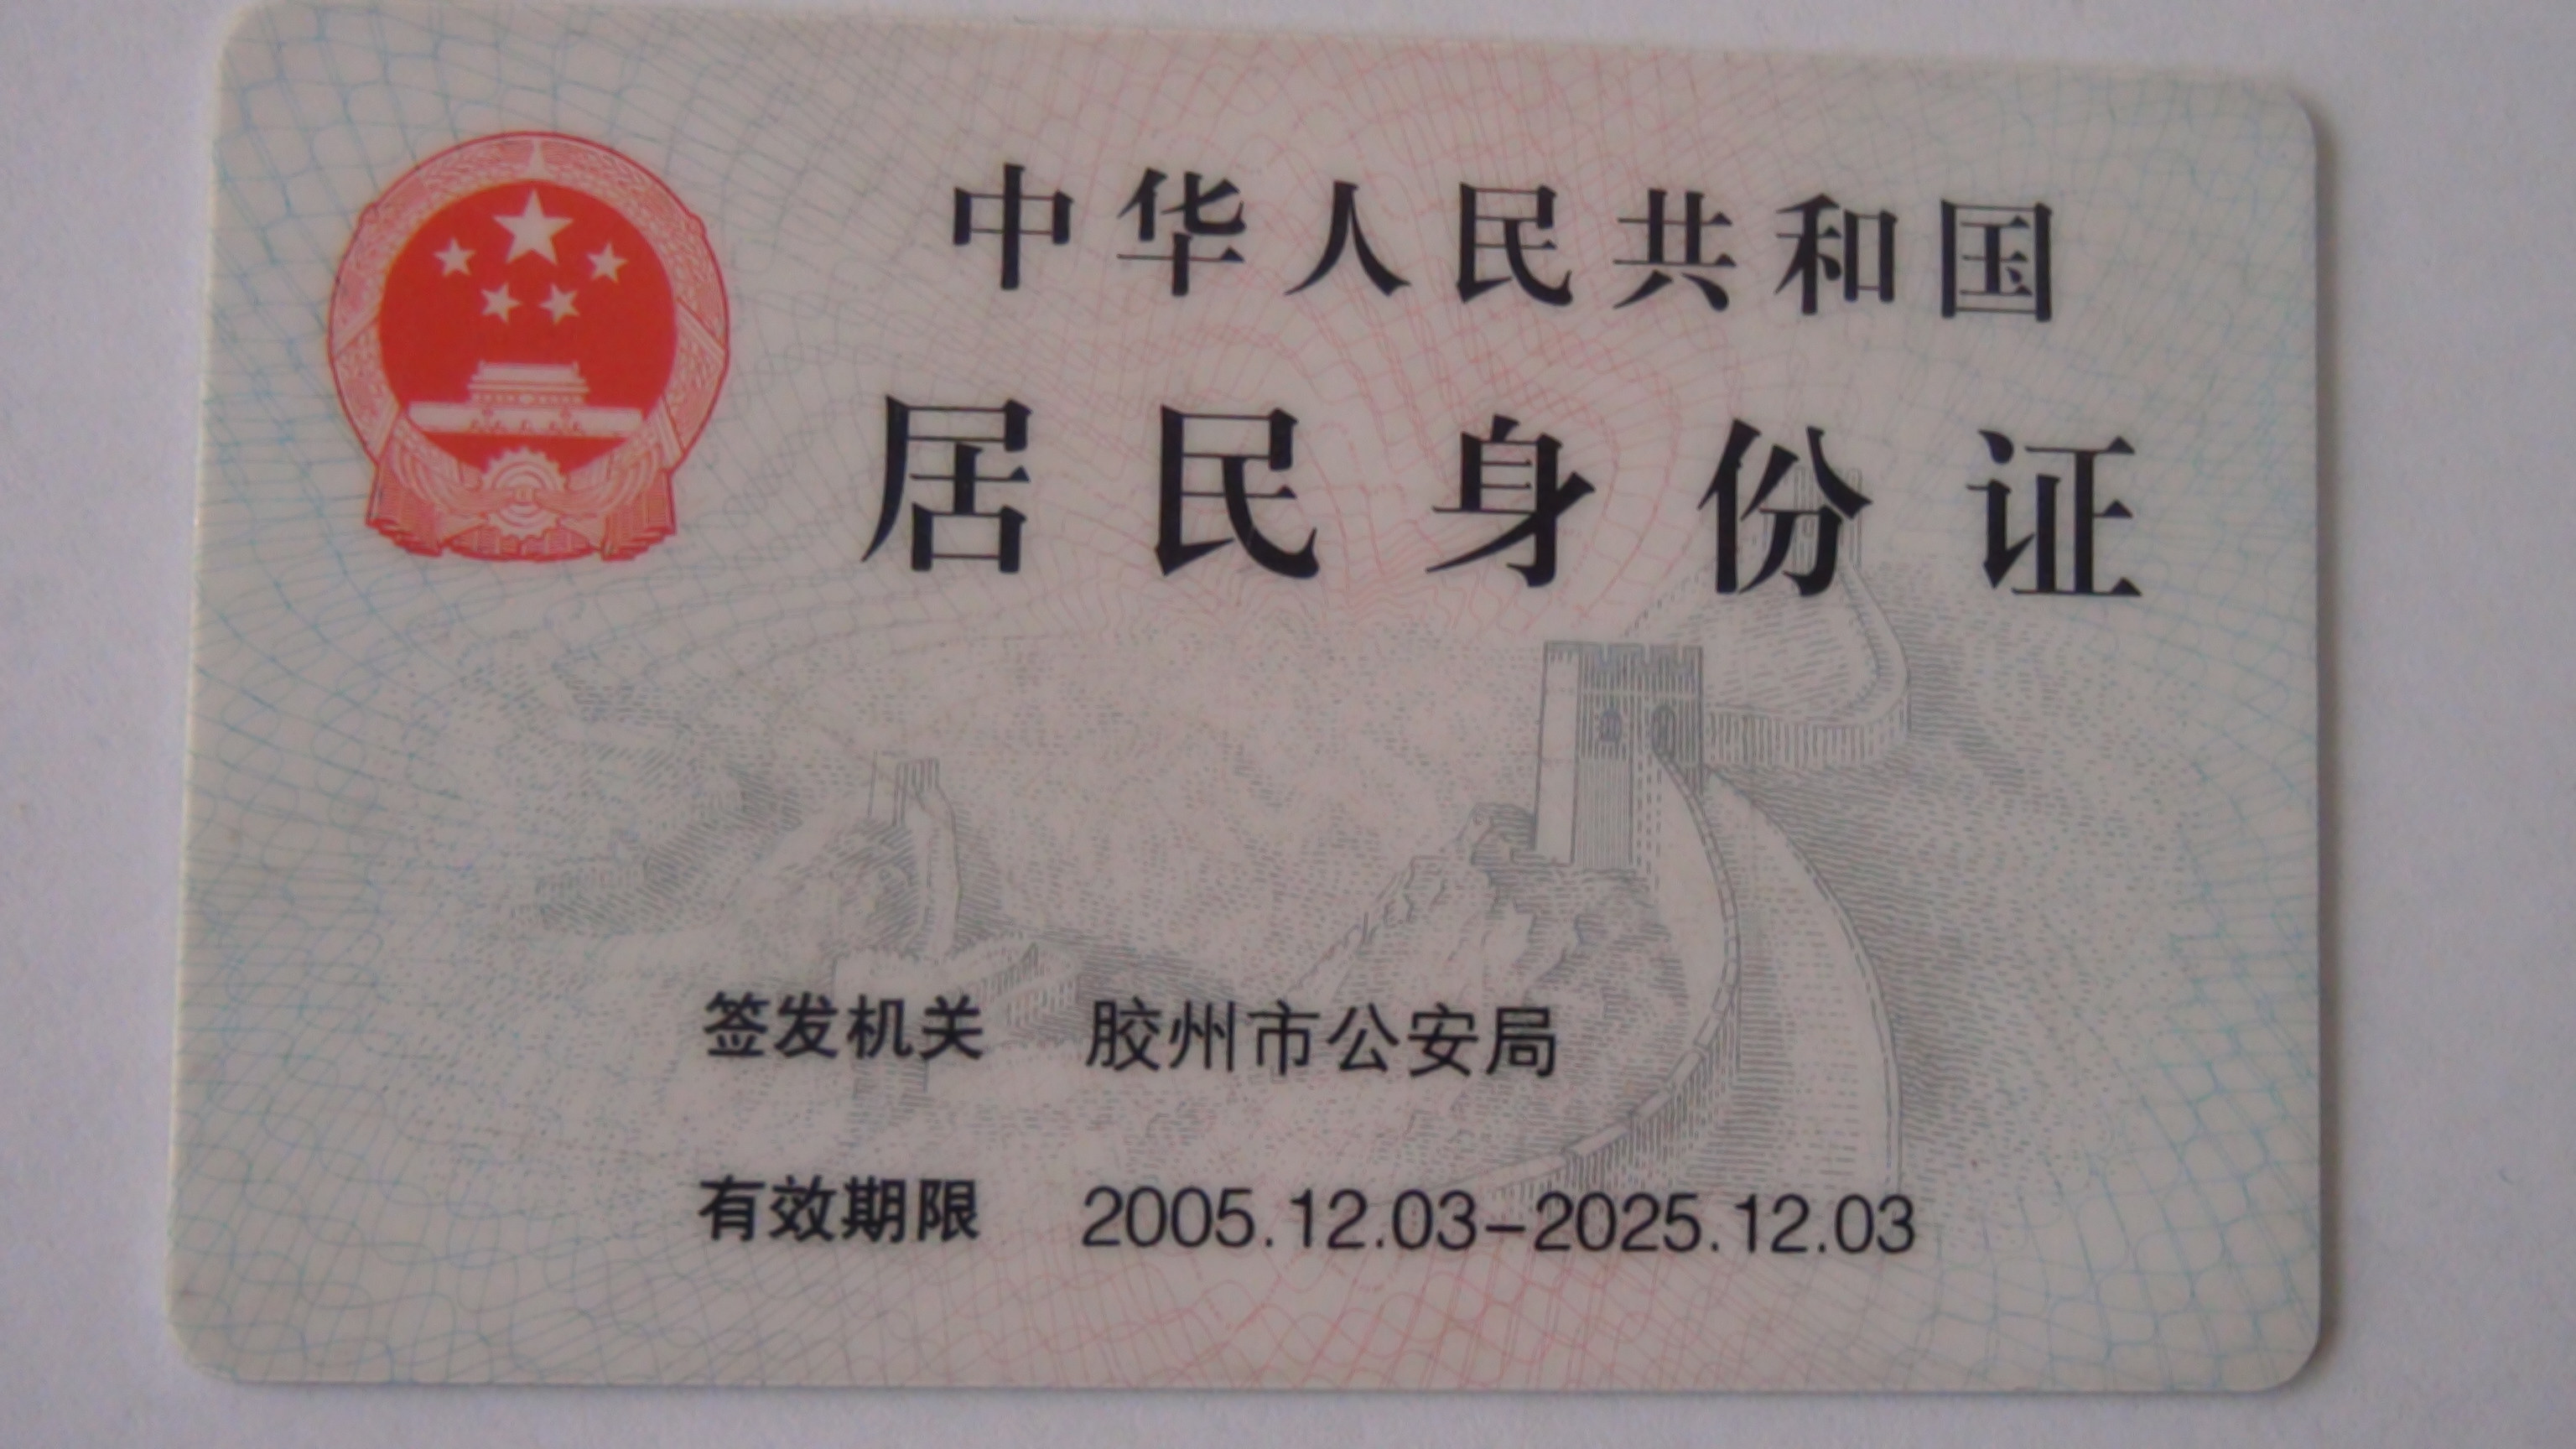 中华人民共和国
居民身份证
签发机关 胶州市公安局
有效期限 2005.12.03-2025.12.03